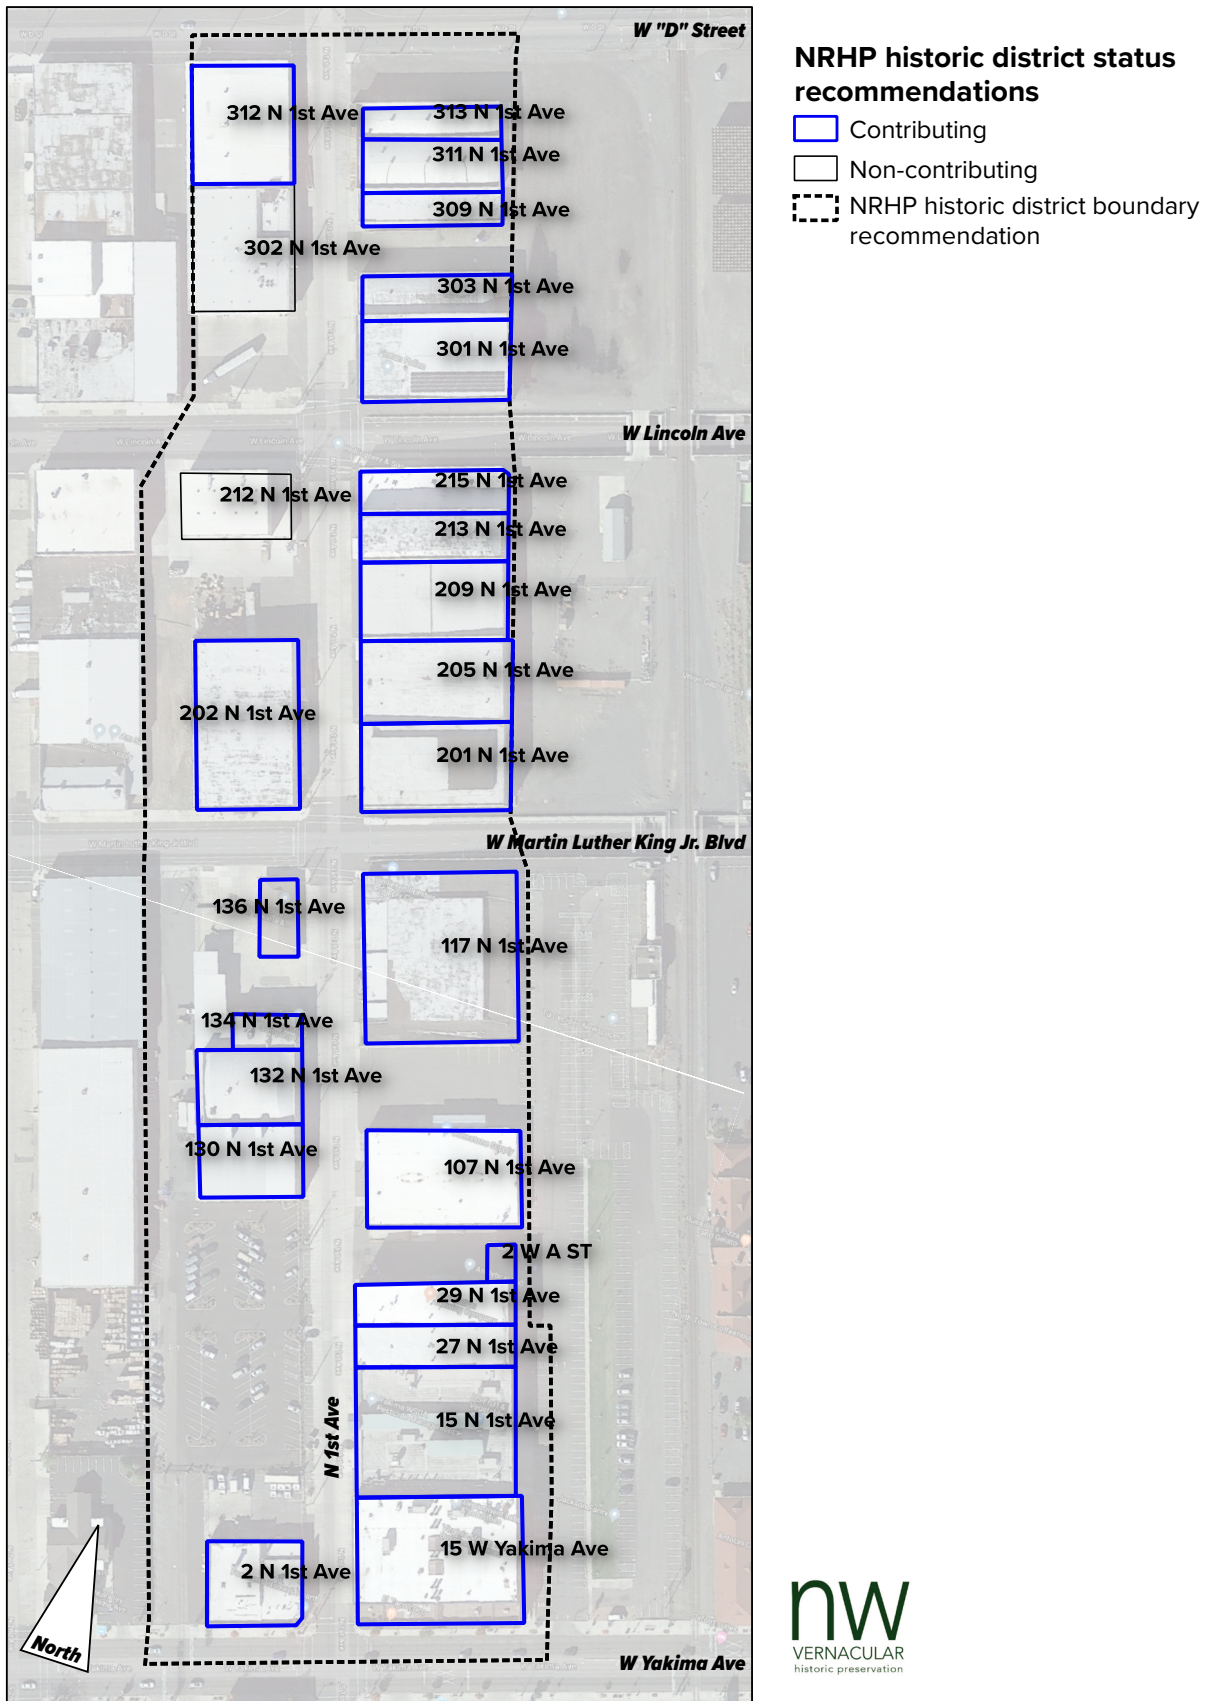 W "D" Street
NRHP historic district status
recommendations
Contributing
Non-contributing
NRHP historic district boundary
recommendation
312 N 1st Ave
313 N 1st Ave
311 N 1st Ave
309 N 1st Ave
302 N 1st Ave
303 N 1st Ave
301 N 1st Ave
W Lincoln Ave
212 N 1st Ave
215 N 1st Ave
213 N 1st Ave
209 N 1st Ave
205 N 1st Ave
202 N 1st Ave
201 N 1st Ave
W Martin Luther King Jr. Blvd
136 N 1st Ave
117 N 1st Ave
134 N 1st Ave
132 N 1st Ave
130 N 1st Ave
107 N 1st Ave
2 W A ST
29 N 1st Ave
27 N 1st Ave
15 N 1st Ave
N 1st Ave
15 W Yakima Ave
2 N 1st Ave
North
W Yakima Ave
nw
VERNACULAR
historic preservation